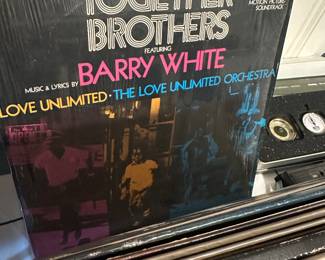 TOGETHER
BROTHERS
MOTION PICTURE
SOUNDTRACK
FEATURING
MUSIC & LYRICS BY BARRY WHITE
LOVE UNLIMITED · THE LOVE UNLIMITED ORCHESTRA